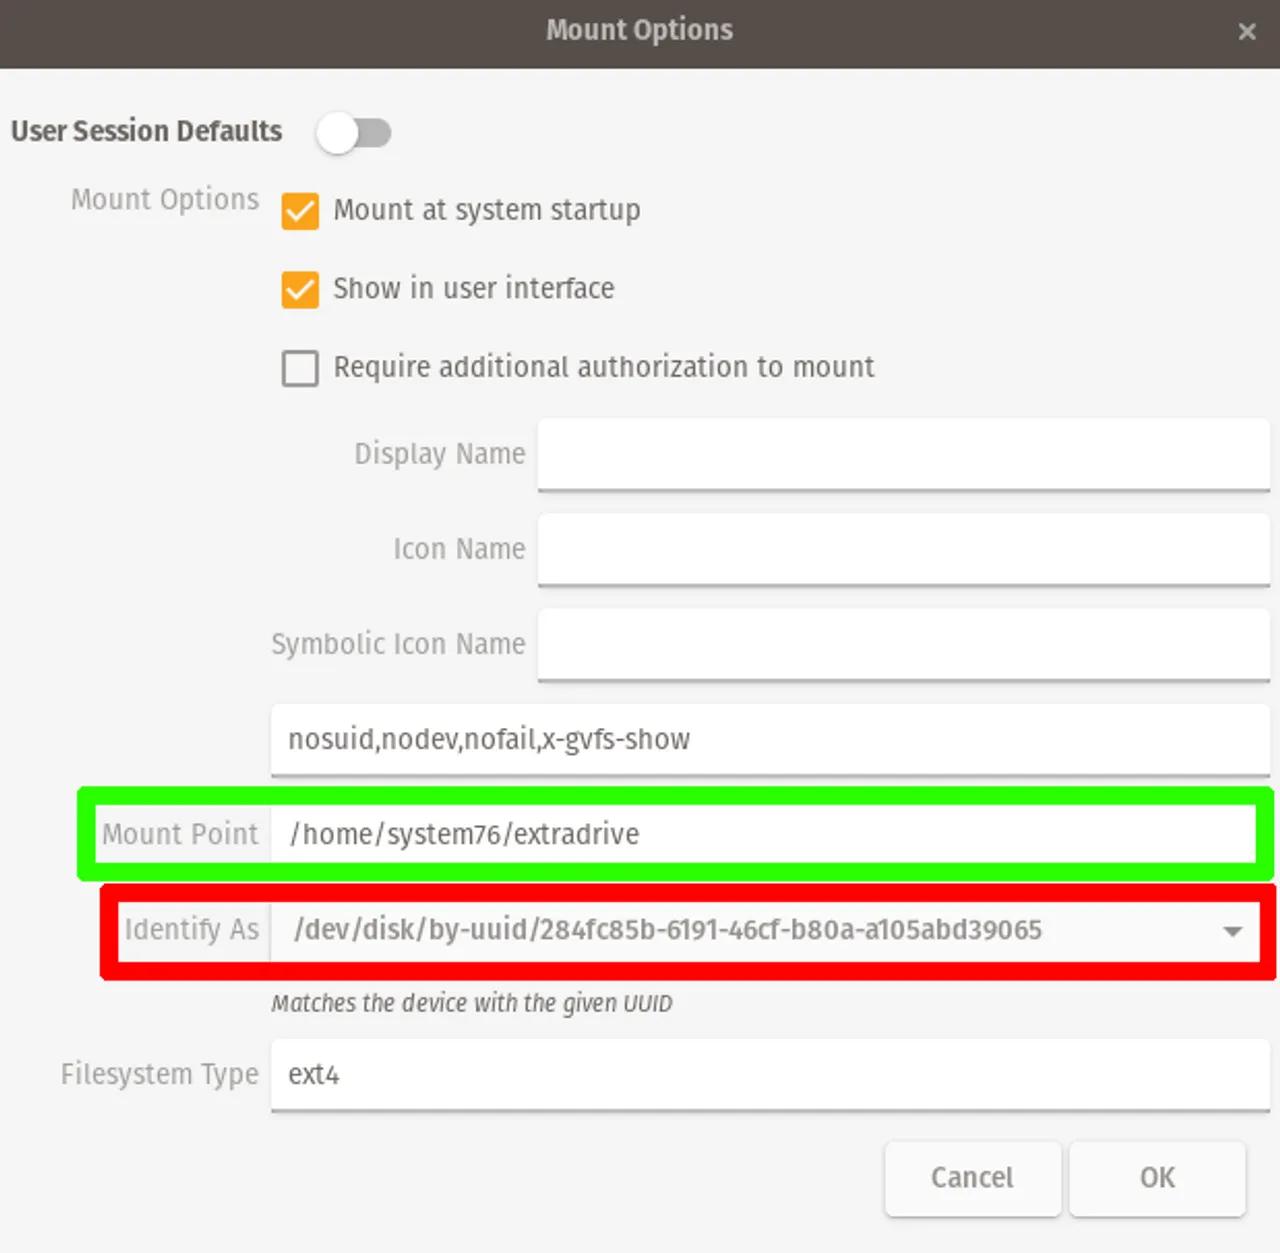 Mount Options
User Session Defaults
Mount Options
Mount at system startup
Show in user interface
Require additional authorization to mount
Display Name
Icon Name
Symbolic Icon Name
nosuid,nodev,nofail,x-gvfs-show
Mount Point /home/system76/extradrive
Identify As /dev/disk/by-uuid/284fc85b-6191-46cf-b80a-a105abd39065
Matches the device with the given UUID
Filesystem Type ext4
Cancel OK